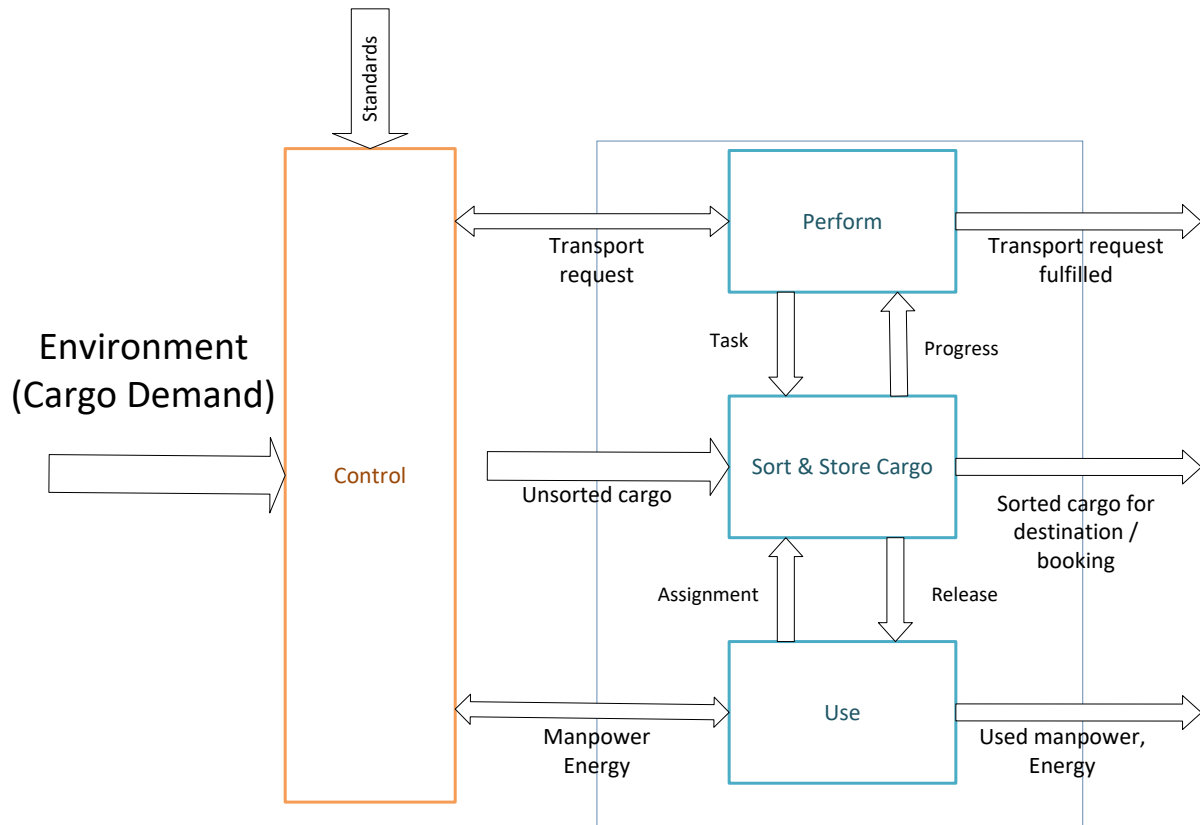 Standards
Perform
Transport
request
Transport request
fulfilled
Task
Progress
Environment
(Cargo Demand)
Control
Sort & Store Cargo
Unsorted cargo
Sorted cargo for
destination /
booking
Assignment
Release
Use
Manpower
Energy
Used manpower,
Energy